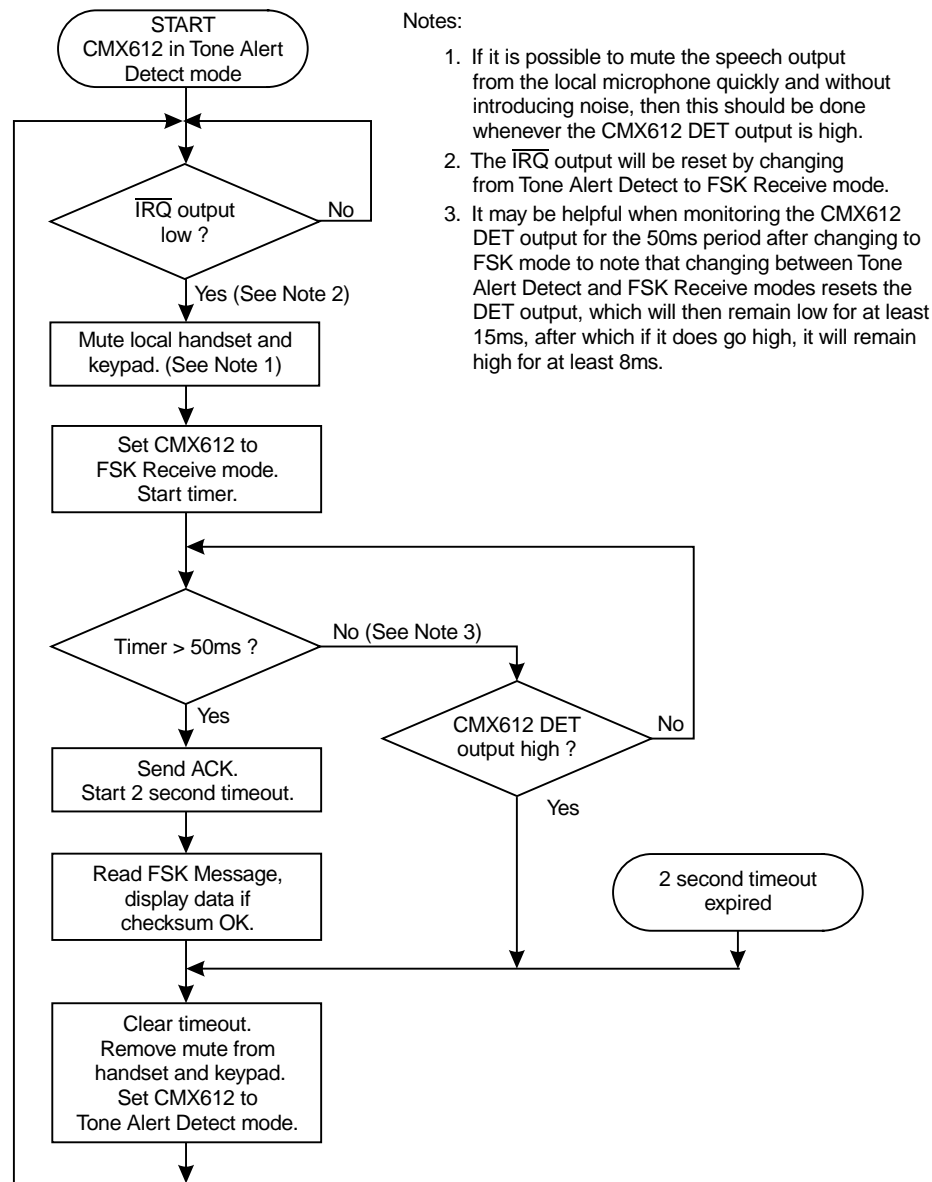 START
CMX612 in Tone Alert
Detect mode
Notes:
1. If it is possible to mute the speech output
from the local microphone quickly and without
introducing noise, then this should be done
whenever the CMX612 DET output is high.
2. The IRQ output will be reset by changing
from Tone Alert Detect to FSK Receive mode.
3. It may be helpful when monitoring the CMX612
DET output for the 50ms period after changing to
FSK mode to note that changing between Tone
Alert Detect and FSK Receive modes resets the
DET output, which will then remain low for at least
15ms, after which if it does go high, it will remain
high for at least 8ms.
IRQ output
low ?
No
Yes (See Note 2)
Mute local handset and
keypad. (See Note 1)
Set CMX612 to
FSK Receive mode.
Start timer.
Timer > 50ms ?
No (See Note 3)
Yes
CMX612 DET
output high ?
No
Yes
Send ACK.
Start 2 second timeout.
Read FSK Message,
display data if
checksum OK.
2 second timeout
expired
Clear timeout.
Remove mute from
handset and keypad.
Set CMX612 to
Tone Alert Detect mode.